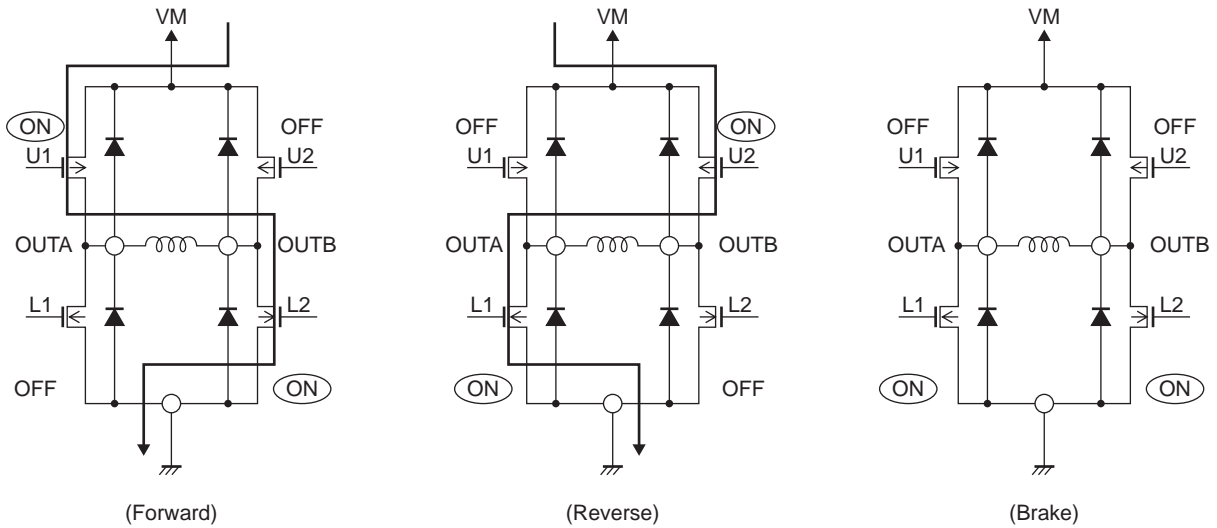 VM
ON
OFF
U1
U2
OUTA
OUTB
L1
L2
OFF
ON
(Forward)
VM
OFF
ON
U1
U2
OUTA
OUTB
L1
L2
ON
OFF
(Reverse)
VM
OFF
OFF
U1
U2
OUTA
OUTB
L1
L2
ON
ON
(Brake)